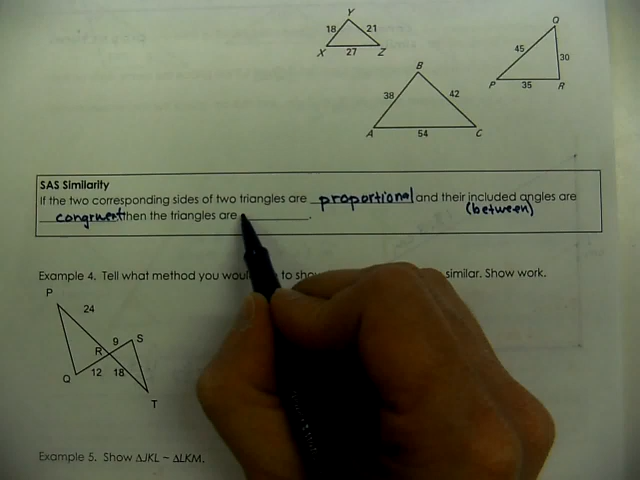 Y
18 21
X 27 Z
Q
45 30
P 35 R
B
38 42
A 54 C
SAS Similarity
If the two corresponding sides of two triangles are proportional and their included angles are
(between)
congruent then the triangles are ________.
Example 4. Tell what method you to similar. Show work.
P
24
9 S
R
Q 12 18
T
Example 5. Show ΔJKL ~ ΔLKM.